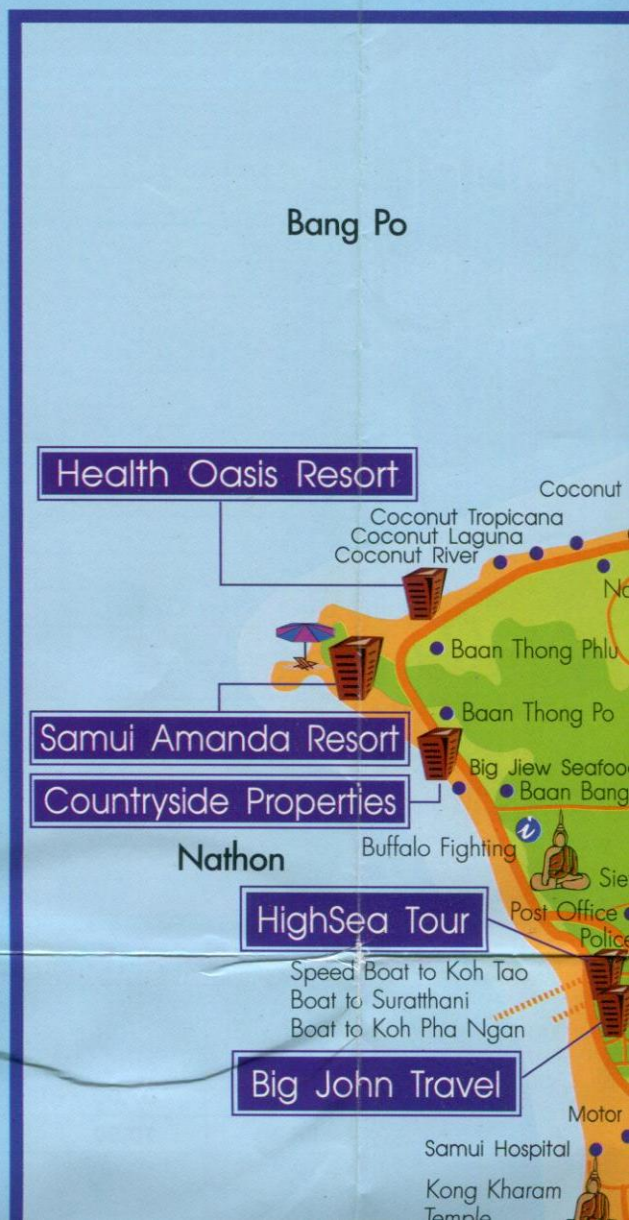 Bang Po
Health Oasis Resort
Coconut
Coconut Tropicana
Coconut Laguna
Coconut River
Baan Thong Phlu
Samui Amanda Resort
Baan Thong Po
Big Jiew Seafoo
Countryside Properties
Baan Bang
i
Buffalo Fighting
Nathon
Sie
HighSea Tour
Post Office
Police
Speed Boat to Koh Tao
Boat to Suratthani
Boat to Koh Pha Ngan
Big John Travel
Motor
Samui Hospital
Kong Kharam
Temple